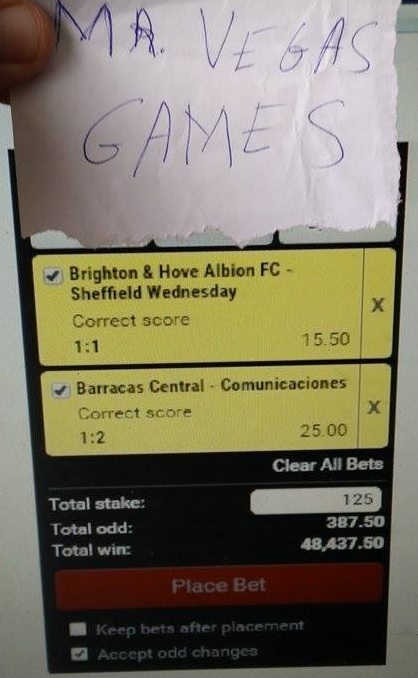 MR. VEGAS
GAMES
Brighton & Hove Albion FC -
Sheffield Wednesday
X
Correct score
1:1 15.50
Barracas Central - Comunicaciones
X
Correct score
1:2 25.00
Clear All Bets
Total stake: 125
Total odd: 387.50
Total win: 48,437.50
Place Bet
Keep bets after placement
Accept odd changes